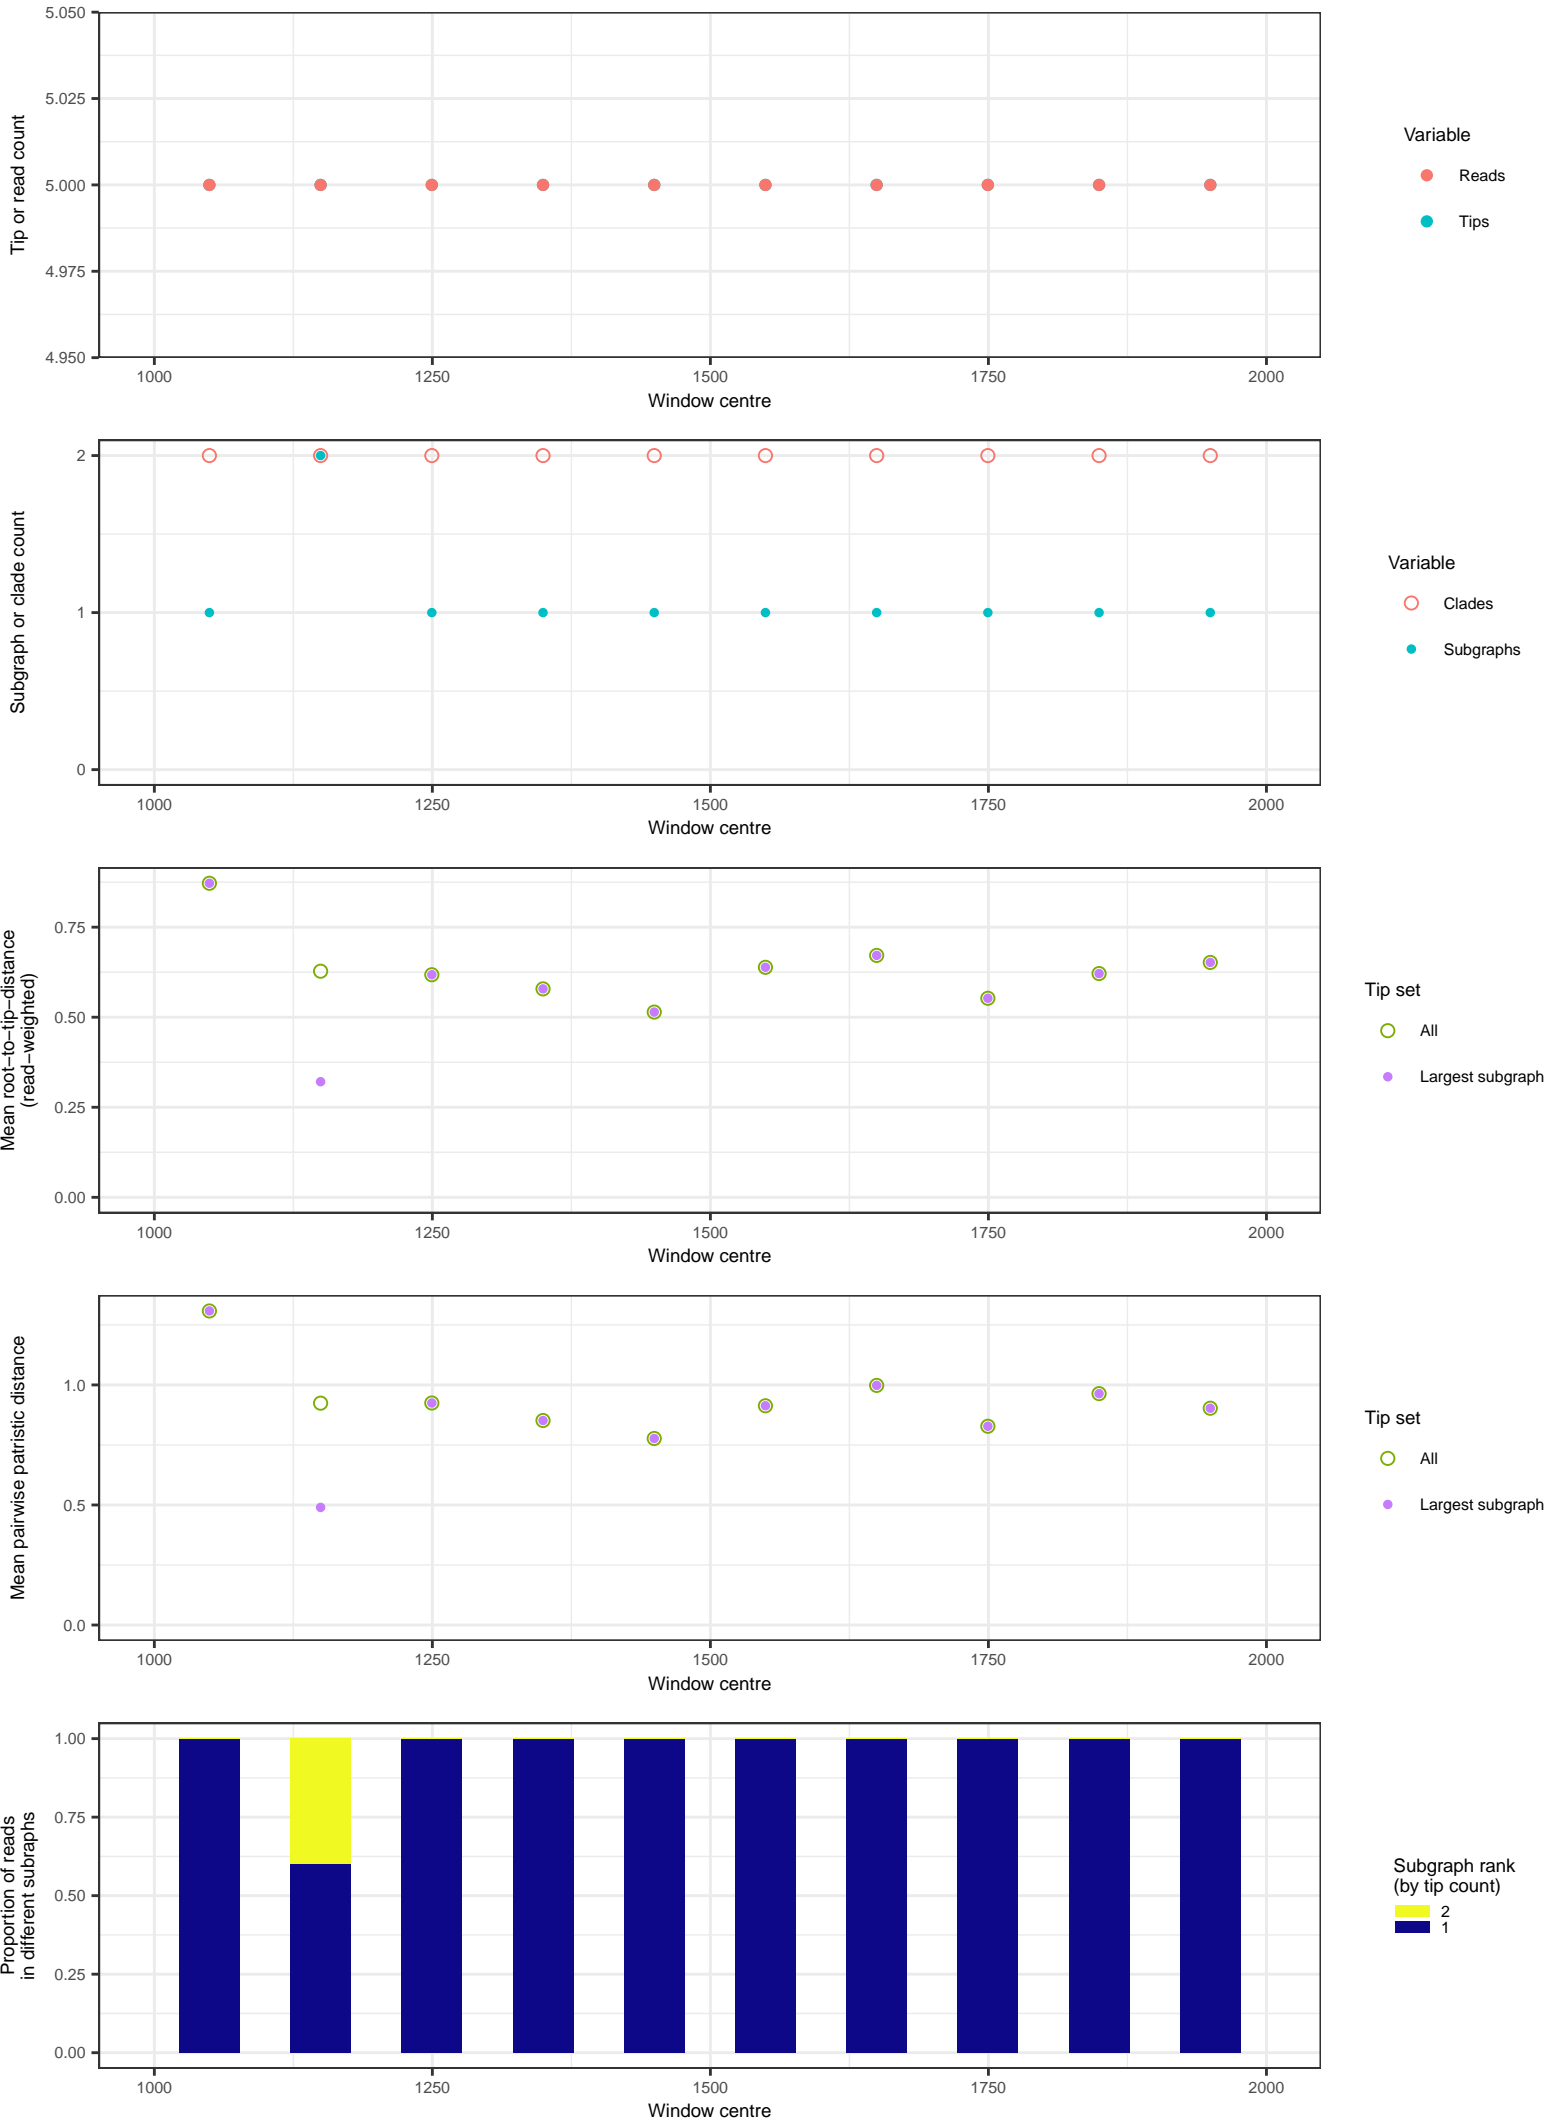 5.050
5.025
5.000
4.975
4.950
Tip or read count
1000 1250 1500 1750 2000
Window centre
Variable
Reads
Tips
2
1
0
Subgraph or clade count
1000 1250 1500 1750 2000
Window centre
Variable
Clades
Subgraphs
0.75
0.50
0.25
0.00
Mean root−to−tip−distance
(read−weighted)
1000 1250 1500 1750 2000
Window centre
Tip set
All
Largest subgraph
1.0
0.5
0.0
Mean pairwise patristic distance
1000 1250 1500 1750 2000
Window centre
Tip set
All
Largest subgraph
1.00
0.75
0.50
0.25
0.00
Proportion of reads
in different subraphs
1000 1250 1500 1750 2000
Window centre
Subgraph rank
(by tip count)
2
1